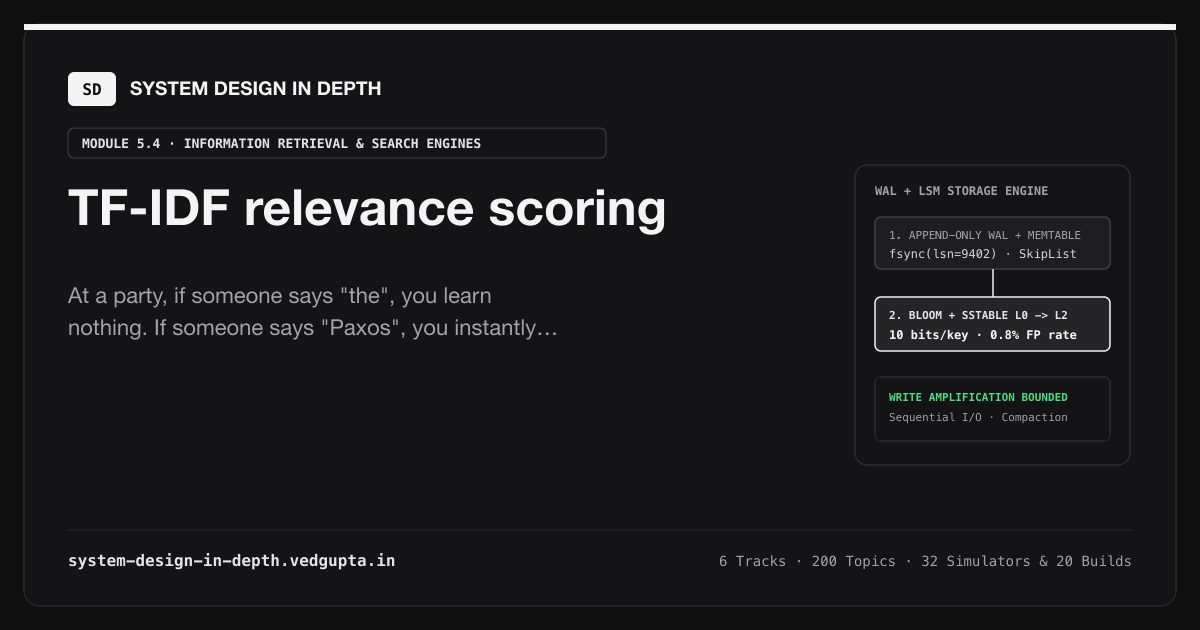 SD
SYSTEM DESIGN IN DEPTH
MODULE 5.4 · INFORMATION RETRIEVAL & SEARCH ENGINES
TF-IDF relevance scoring
At a party, if someone says "the", you learn
nothing. If someone says "Paxos", you instantly…
WAL + LSM STORAGE ENGINE
1. APPEND-ONLY WAL + MEMTABLE
fsync(lsn=9402) · SkipList
2. BLOOM + SSTABLE L0 -> L2
10 bits/key · 0.8% FP rate
WRITE AMPLIFICATION BOUNDED
Sequential I/O · Compaction
system-design-in-depth.vedgupta.in
6 Tracks · 200 Topics · 32 Simulators & 20 Builds